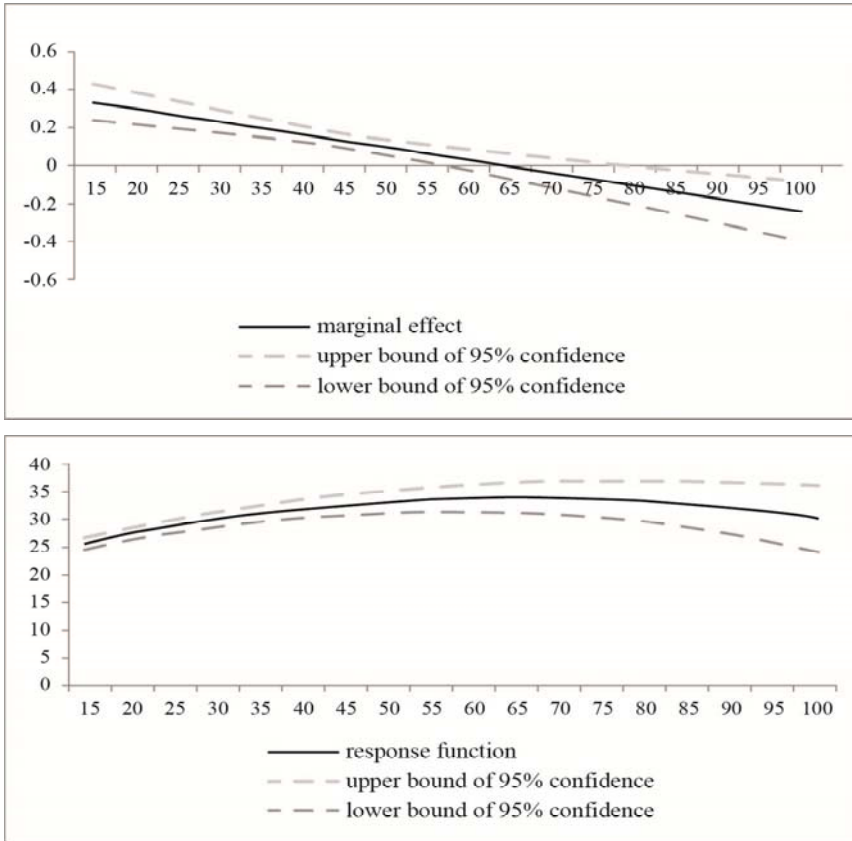 0.6
0.4
0.2
0
15 20 25 30 35 40 45 50 55 60 65 70 75 80 85 90 95 100
-0.2
-0.4
-0.6
marginal effect
upper bound of 95% confidence
lower bound of 95% confidence
40
35
30
25
20
15
10
5
0
15 20 25 30 35 40 45 50 55 60 65 70 75 80 85 90 95 100
response function
upper bound of 95% confidence
lower bound of 95% confidence